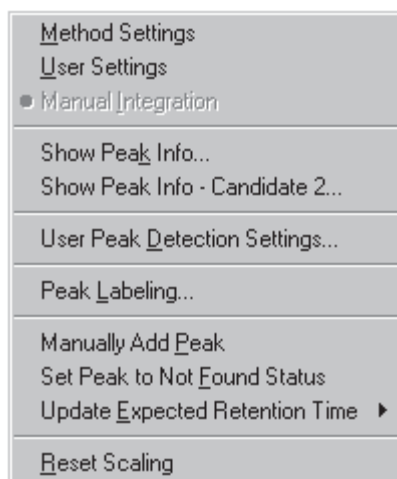 Method Settings
User Settings
Manual Integration
Show Peak Info...
Show Peak Info - Candidate 2...
User Peak Detection Settings...
Peak Labeling...
Manually Add Peak
Set Peak to Not Found Status
Update Expected Retention Time
Reset Scaling